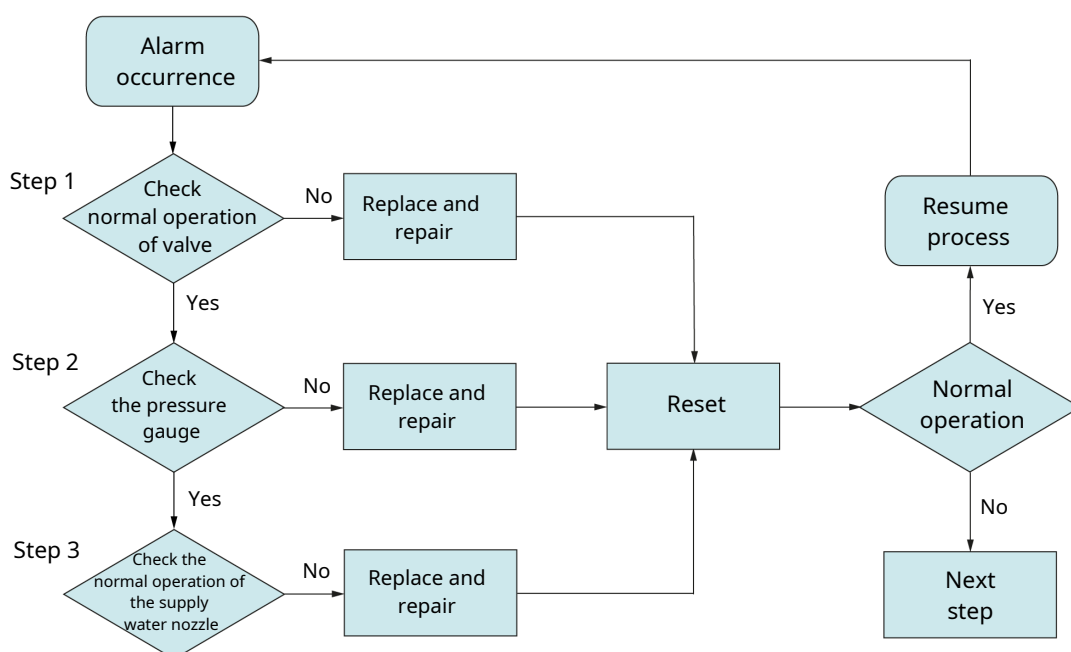 Alarm
occurrence
Step 1
Check
normal operation
of valve
No
Replace and
repair
Yes
Step 2
Check
the pressure
gauge
No
Replace and
repair
Yes
Step 3
Check the
normal operation of
the supply
water nozzle
No
Replace and
repair
Reset
Normal
operation
Yes
Resume
process
No
Next
step